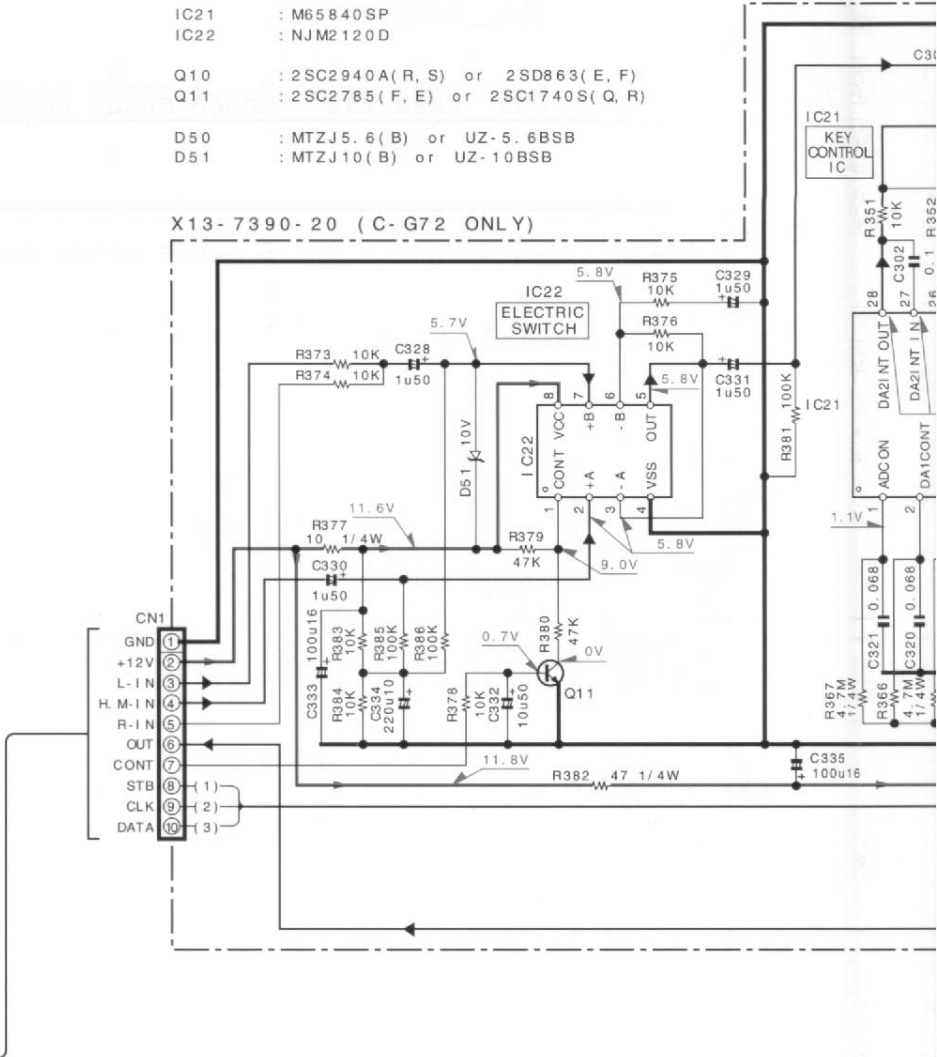 IC21 : M65840SP
IC22 : NJM2120D
Q10 : 2SC2940A(R, S) or 2SD863(E, F)
Q11 : 2SC2785(F, E) or 2SC1740S(Q, R)
D50 : MTZJ5.6(B) or UZ-5.6BSB
D51 : MTZJ10(B) or UZ-10BSB
X13-7390-20 (C-G72 ONLY)
IC21
KEY
CONTROL
IC
R351
10K
R352
C302
0.1
28
27
26
DA2INT OUT
DA2INT IN
IC21
ADCON
DA1CONT
1
2
1.1V
C321 0.068
C320 0.068
R367
4.7M
1/4W
R366
4.7M
1/4W
IC22
ELECTRIC
SWITCH
5.8V
R375
10K
C329
1u50
R376
10K
5.7V
R373 10K
R374 10K
C328
1u50
5.8V
C331
1u50
R381 100K
8
7
6
5
VCC
+B
-B
OUT
IC22
CONT
+A
-A
VSS
1
2
3
4
D51 10V
11.6V
R377
10 1/4W
R379
47K
9.0V
5.8V
C330
1u50
CN1
GND 1
+12V 2
L-IN 3
H.M-IN 4
R-IN 5
OUT 6
CONT 7
STB 8 (1)
CLK 9 (2)
DATA 10 (3)
C333 100u16
R383 10K
R384 10K
R385 100K
C334 220u10
R386 100K
R378 10K
C332 10u50
0.7V
R380 47K
0V
Q11
11.8V
R382 47 1/4W
C335
100u16